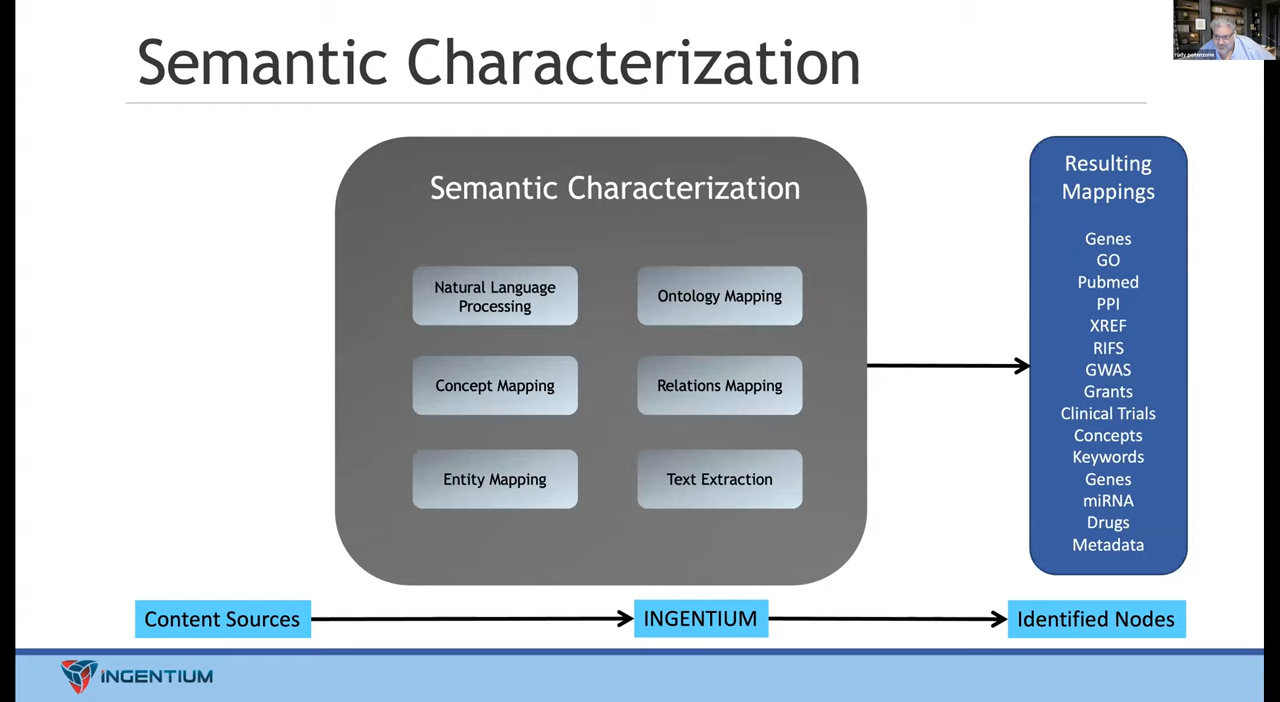 Semantic Characterization
Semantic Characterization
Natural Language
Processing
Ontology Mapping
Concept Mapping
Relations Mapping
Entity Mapping
Text Extraction
Resulting
Mappings
Genes
GO
Pubmed
PPI
XREF
RIFS
GWAS
Grants
Clinical Trials
Concepts
Keywords
Genes
miRNA
Drugs
Metadata
Content Sources
INGENTIUM
Identified Nodes
INGENTIUM
potenzone